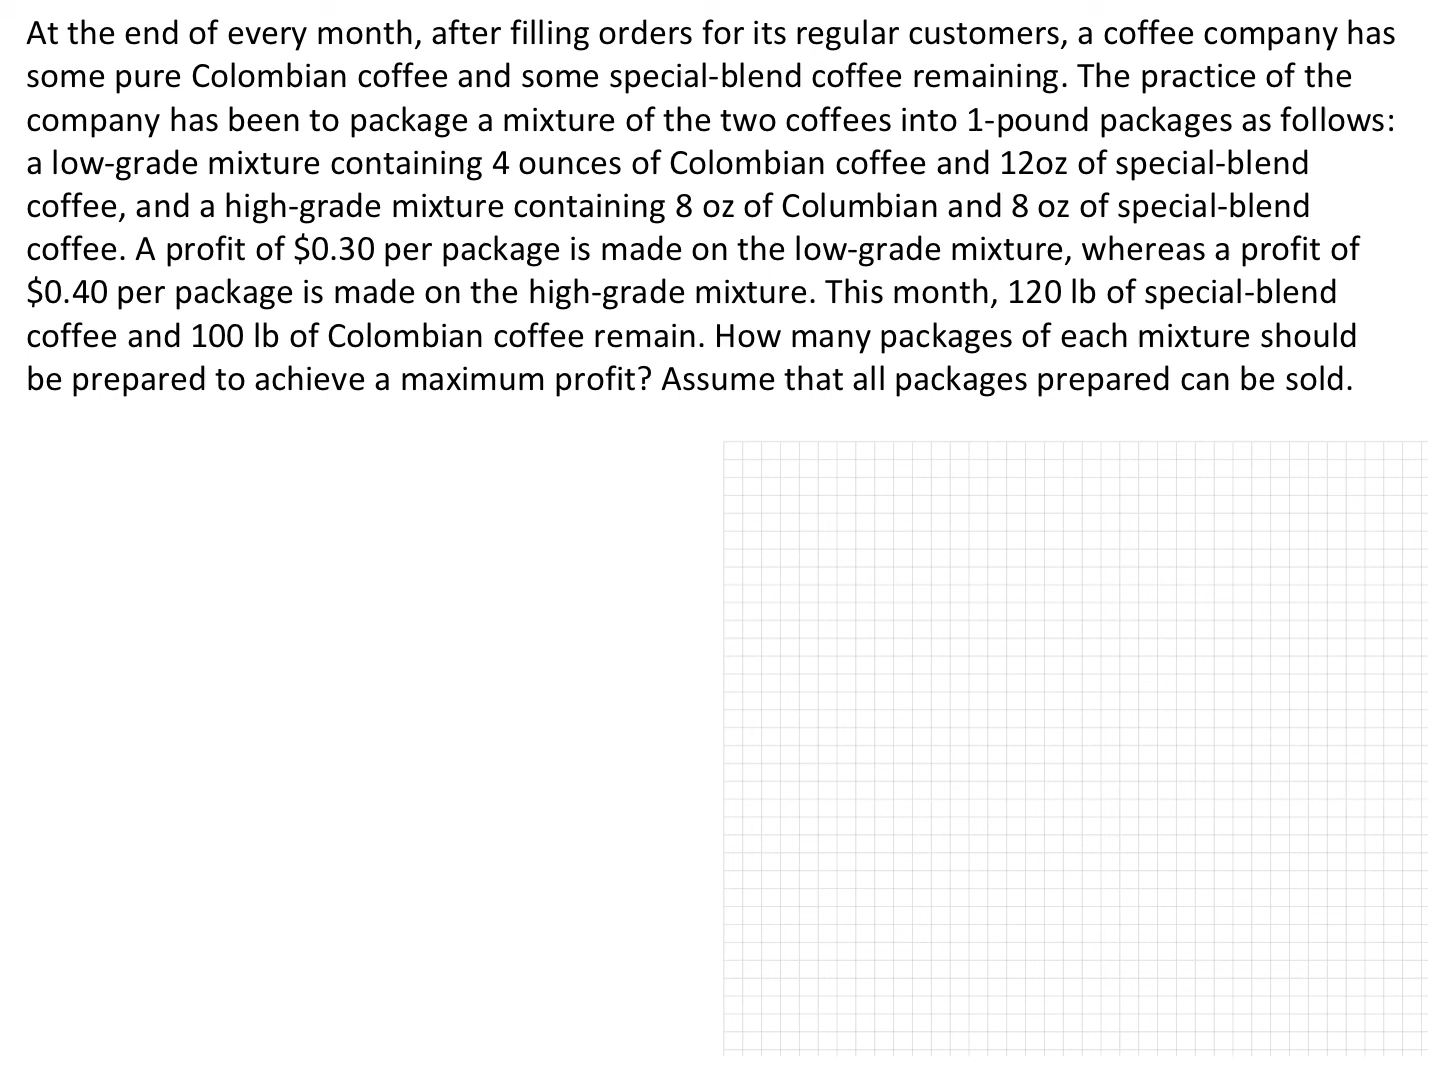 At the end of every month, after filling orders for its regular customers, a coffee company has
some pure Colombian coffee and some special-blend coffee remaining. The practice of the
company has been to package a mixture of the two coffees into 1-pound packages as follows:
a low-grade mixture containing 4 ounces of Colombian coffee and 12oz of special-blend
coffee, and a high-grade mixture containing 8 oz of Columbian and 8 oz of special-blend
coffee. A profit of $0.30 per package is made on the low-grade mixture, whereas a profit of
$0.40 per package is made on the high-grade mixture. This month, 120 lb of special-blend
coffee and 100 lb of Colombian coffee remain. How many packages of each mixture should
be prepared to achieve a maximum profit? Assume that all packages prepared can be sold.